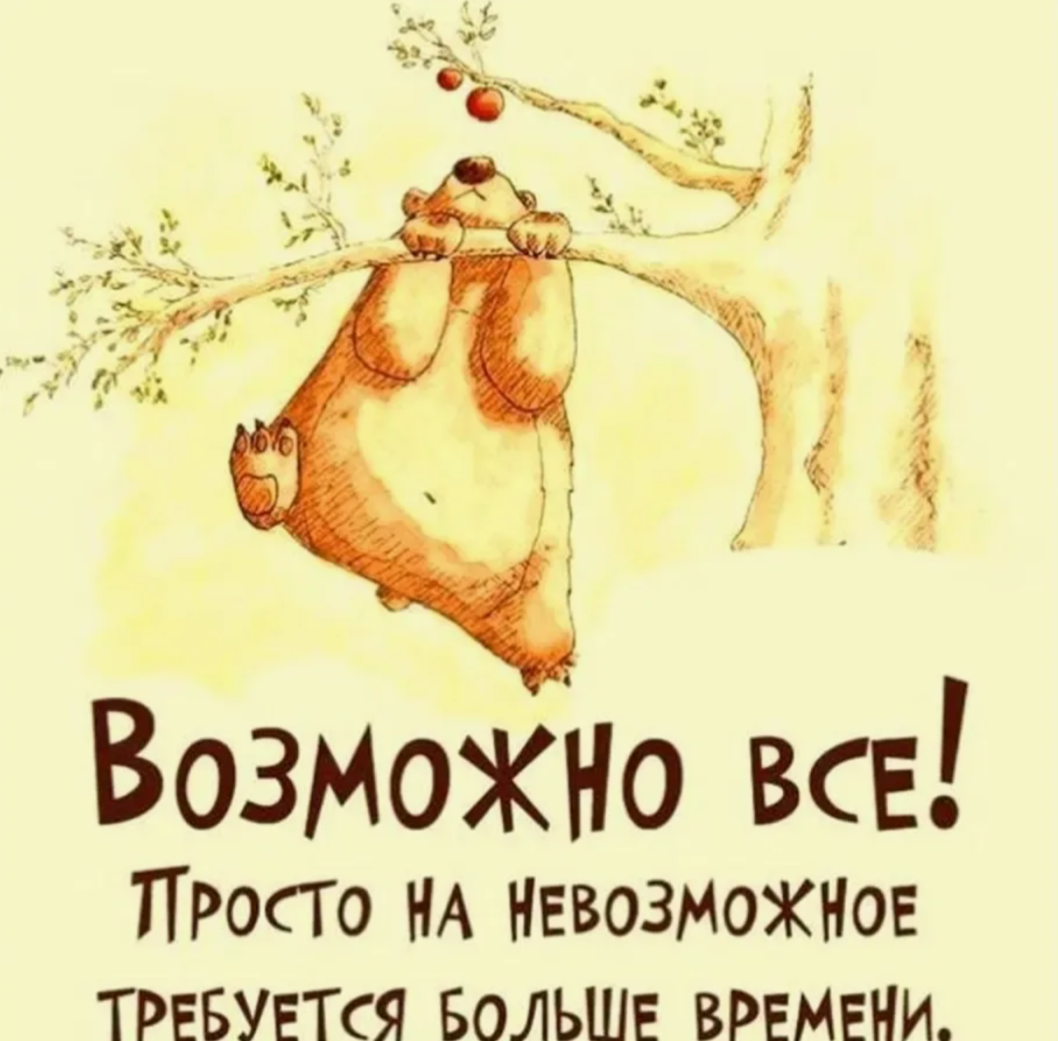 Возможно все!
Просто на невозможное
требуется больше времени.